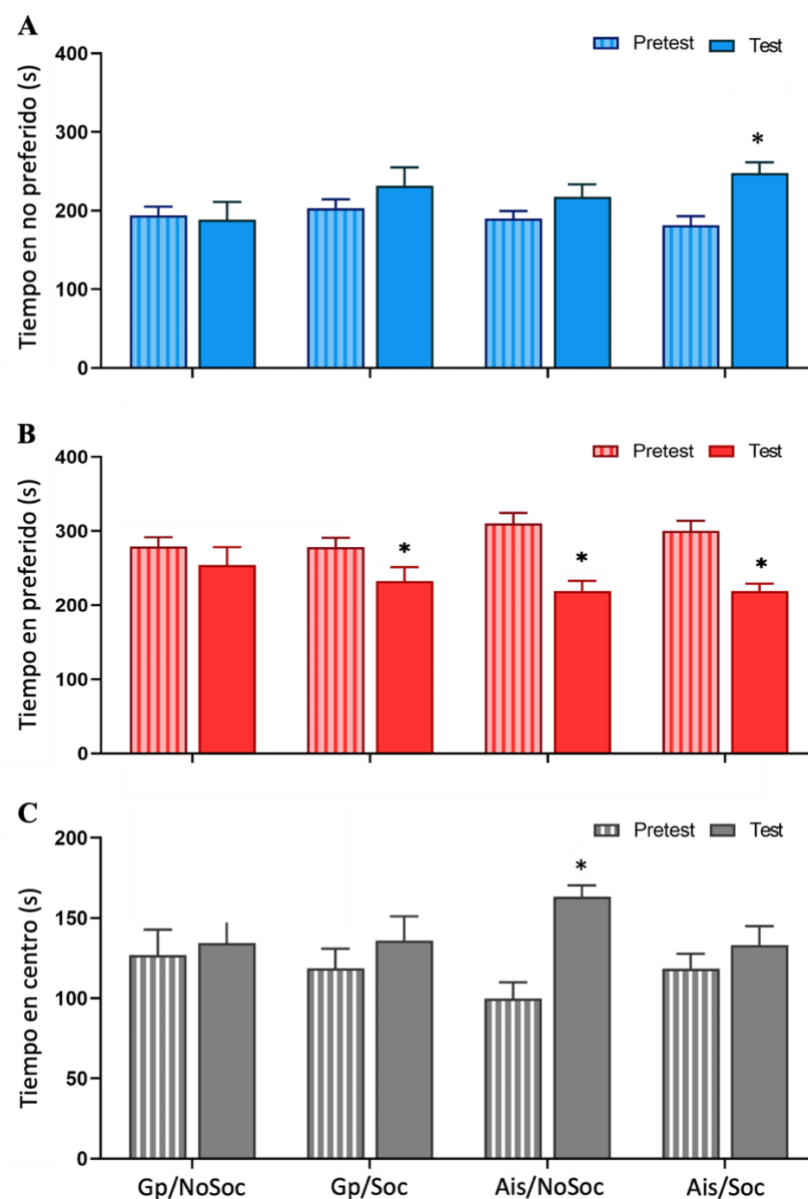 A
Pretest Test
Tiempo en no preferido (s)
400
300
200
100
0
*
B
Pretest Test
Tiempo en preferido (s)
400
300
200
100
0
* * *
C
Pretest Test
Tiempo en centro (s)
200
150
100
50
0
*
Gp/NoSoc Gp/Soc Ais/NoSoc Ais/Soc